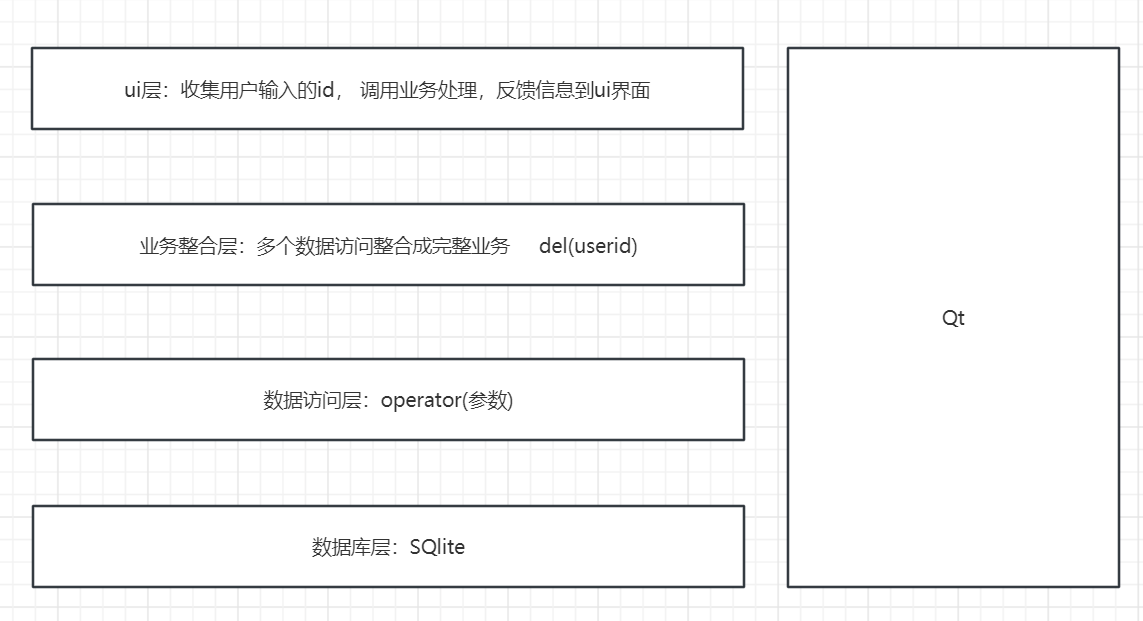 ui层：收集用户输入的id， 调用业务处理，反馈信息到ui界面
业务整合层：多个数据访问整合成完整业务 del(userid)
Qt
数据访问层：operator(参数)
数据库层：SQlite